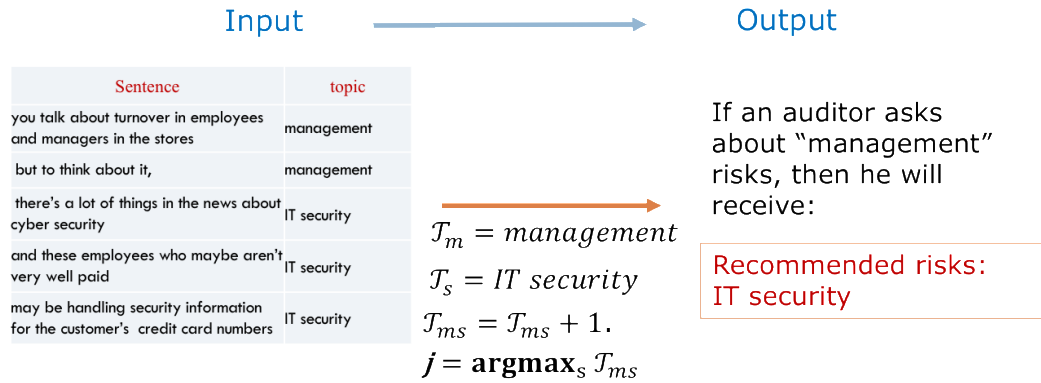 Input
Output
Sentence
topic
you talk about turnover in employees
and managers in the stores
management
but to think about it,
management
there’s a lot of things in the news about
cyber security
IT security
and these employees who maybe aren’t
very well paid
IT security
may be handling security information
for the customer’s credit card numbers
IT security
𝒯m = management
𝒯s = IT security
𝒯ms = 𝒯ms + 1.
j = argmaxs 𝒯ms
If an auditor asks
about “management”
risks, then he will
receive:
Recommended risks:
IT security